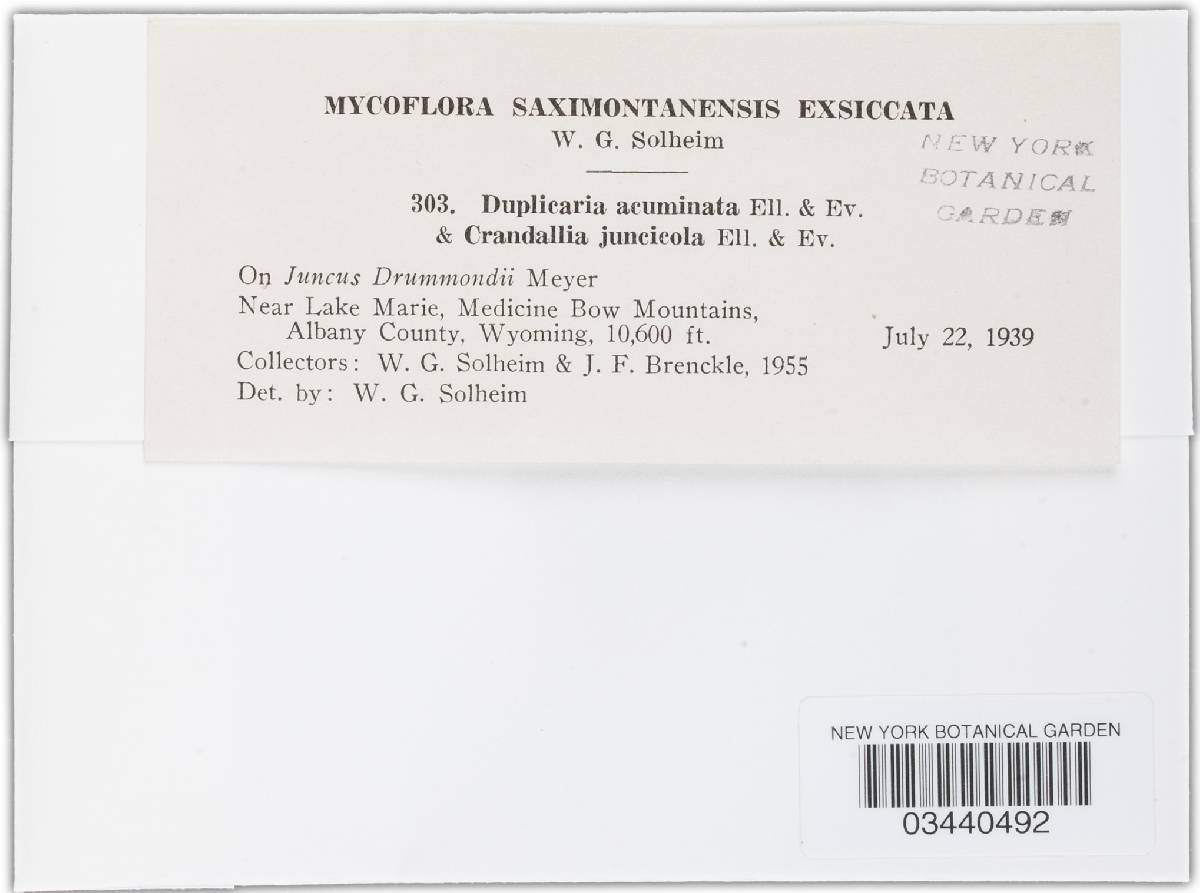 MYCOFLORA SAXIMONTANENSIS EXSICCATA
W. G. Solheim
NEW YORK
BOTANICAL
GARDEN
303. Duplicaria acuminata Ell. & Ev.
& Crandallia juncicola Ell. & Ev.
On Juncus Drummondii Meyer
Near Lake Marie, Medicine Bow Mountains,
Albany County, Wyoming, 10,600 ft. July 22, 1939
Collectors: W. G. Solheim & J. F. Brenckle, 1955
Det. by: W. G. Solheim
NEW YORK BOTANICAL GARDEN
03440492